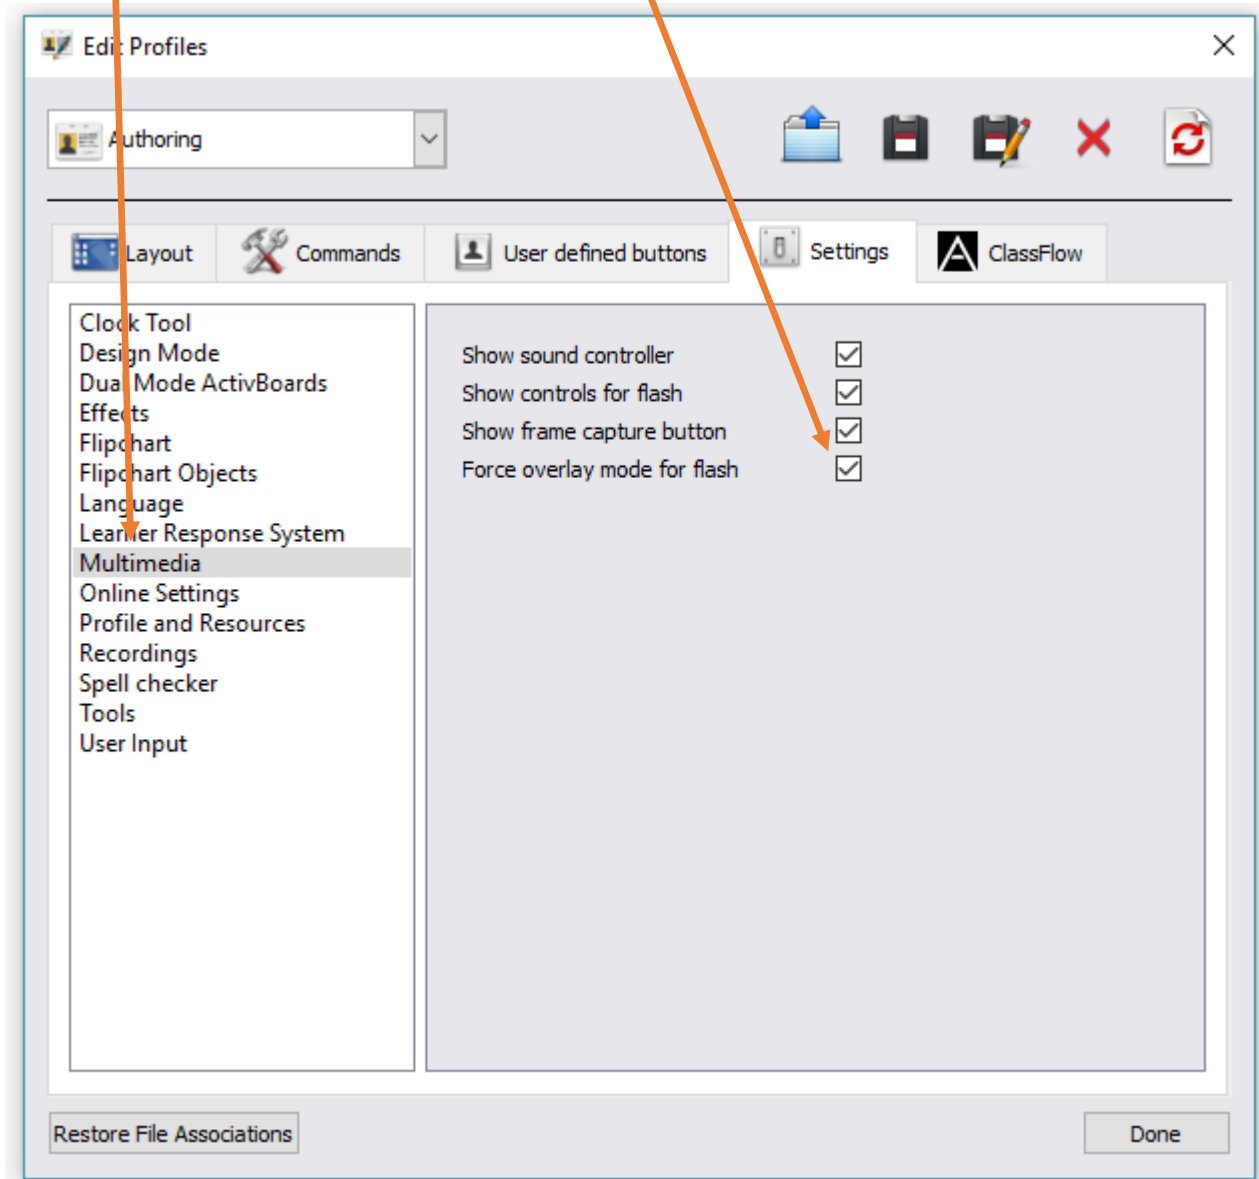 Edit Profiles
Authoring
Layout
Commands
User defined buttons
Settings
ClassFlow
Clock Tool
Design Mode
Dual Mode ActivBoards
Effects
Flipchart
Flipchart Objects
Language
Learner Response System
Multimedia
Online Settings
Profile and Resources
Recordings
Spell checker
Tools
User Input
Show sound controller
Show controls for flash
Show frame capture button
Force overlay mode for flash
Restore File Associations
Done